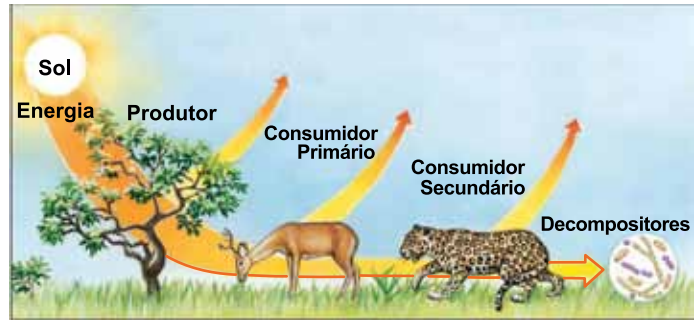 Sol
Energia
Produtor
Consumidor
Primário
Consumidor
Secundário
Decompositores